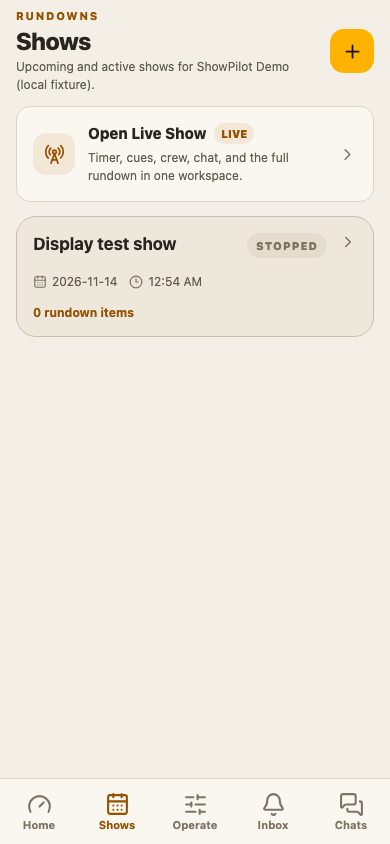 RUNDOWNS
Shows
Upcoming and active shows for ShowPilot Demo
(local fixture).
Open Live Show LIVE
Timer, cues, crew, chat, and the full
rundown in one workspace.
Display test show STOPPED
2026-11-14 12:54 AM
0 rundown items
Home Shows Operate Inbox Chats